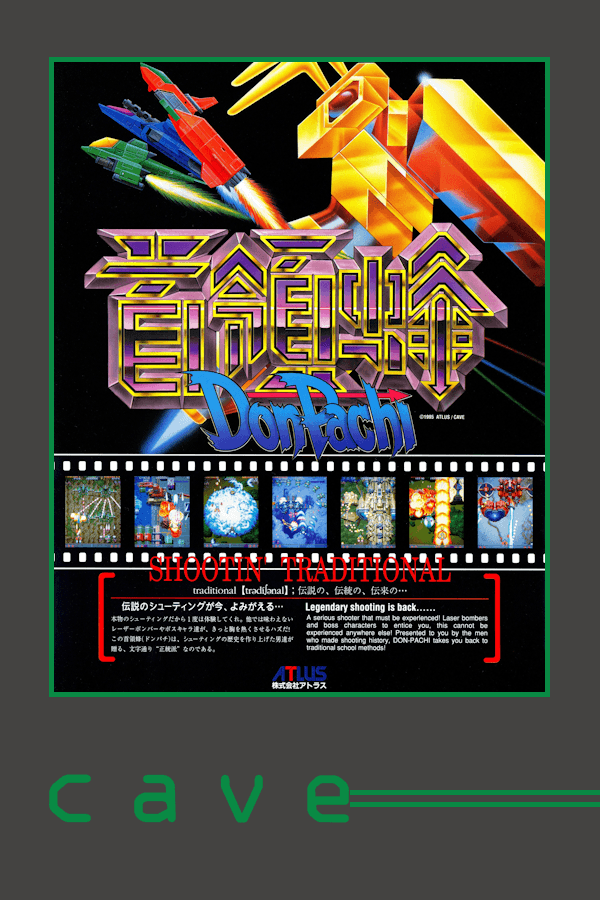 首領蜂
DonPachi
©1995 ATLUS / CAVE
SHOOTIN' TRADITIONAL
traditional【trədíʃənəl】; 伝説の、伝統の、伝来の…
伝説のシューティングが今、よみがえる…
本物のシューティングだから1度は体験してくれ。他では味わえない
レーザーボンバーやボスキャラ達が、きっと胸を熱くさせるハズだ!
この首領蜂(ドンパチ)は、シューティングの歴史を作り上げた男達が
贈る、文字通り“正統派”なのである。
Legendary shooting is back......
A serious shooter that must be experienced! Laser bombers
and boss characters to entice you, this cannot be
experienced anywhere else! Presented to you by the men
who made shooting history, DON-PACHI takes you back to
traditional school methods!
ATLUS
株式会社アトラス
cave